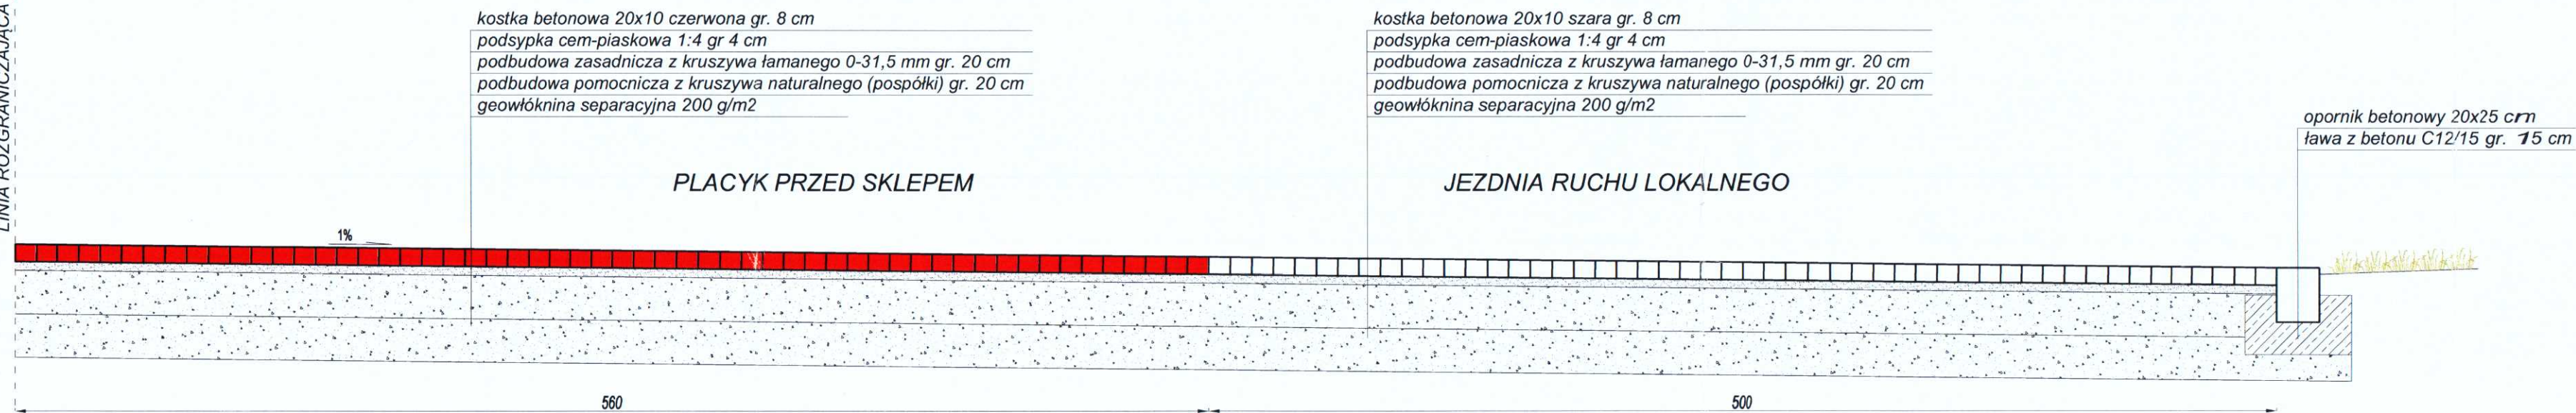 LINIA ROZGRANICZAJĄCA
kostka betonowa 20x10 czerwona gr. 8 cm
podsypka cem-piaskowa 1:4 gr 4 cm
podbudowa zasadnicza z kruszywa łamanego 0-31,5 mm gr. 20 cm
podbudowa pomocnicza z kruszywa naturalnego (pospółki) gr. 20 cm
geowłóknina separacyjna 200 g/m2
kostka betonowa 20x10 szara gr. 8 cm
podsypka cem-piaskowa 1:4 gr 4 cm
podbudowa zasadnicza z kruszywa łamanego 0-31,5 mm gr. 20 cm
podbudowa pomocnicza z kruszywa naturalnego (pospółki) gr. 20 cm
geowłóknina separacyjna 200 g/m2
opornik betonowy 20x25 cm
ława z betonu C12/15 gr. 15 cm
PLACYK PRZED SKLEPEM
JEZDNIA RUCHU LOKALNEGO
1%
560
500